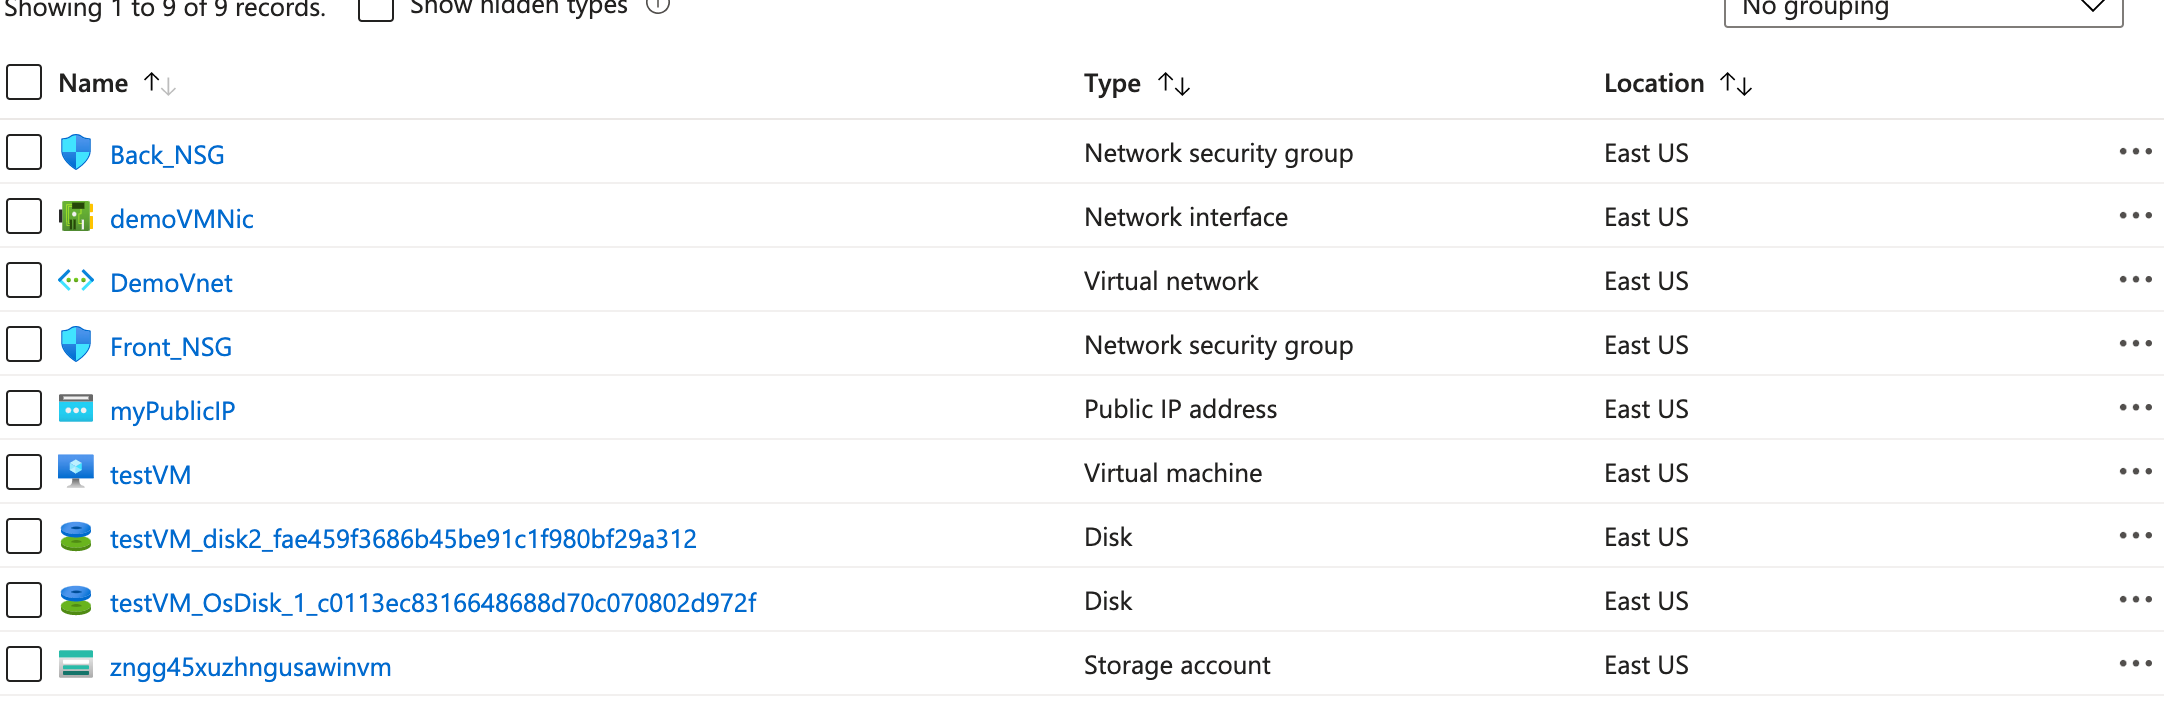 Showing 1 to 9 of 9 records. Show hidden types No grouping
Name Type Location
Back_NSG Network security group East US
demoVMNic Network interface East US
DemoVnet Virtual network East US
Front_NSG Network security group East US
myPublicIP Public IP address East US
testVM Virtual machine East US
testVM_disk2_fae459f3686b45be91c1f980bf29a312 Disk East US
testVM_OsDisk_1_c0113ec8316648688d70c070802d972f Disk East US
zngg45xuzhngusawinvm Storage account East US